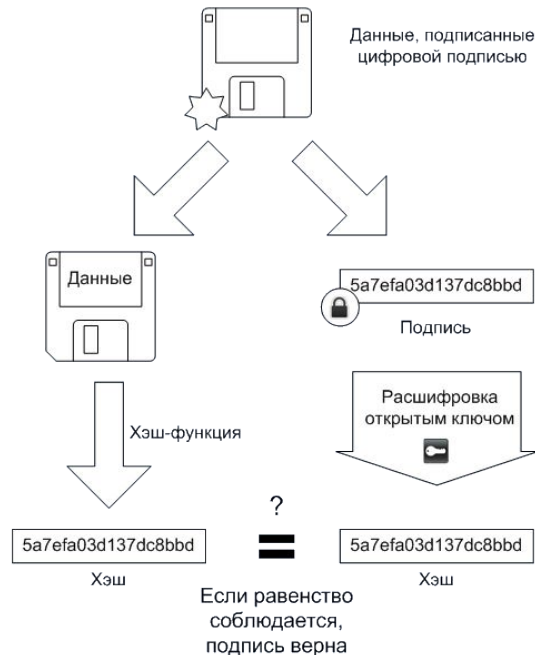 Данные, подписанные
цифровой подписью
Данные
5a7efa03d137dc8bbd
Подпись
Хэш-функция
Расшифровка
открытым ключом
?
5a7efa03d137dc8bbd
5a7efa03d137dc8bbd
Хэш
Хэш
Если равенство
соблюдается,
подпись верна